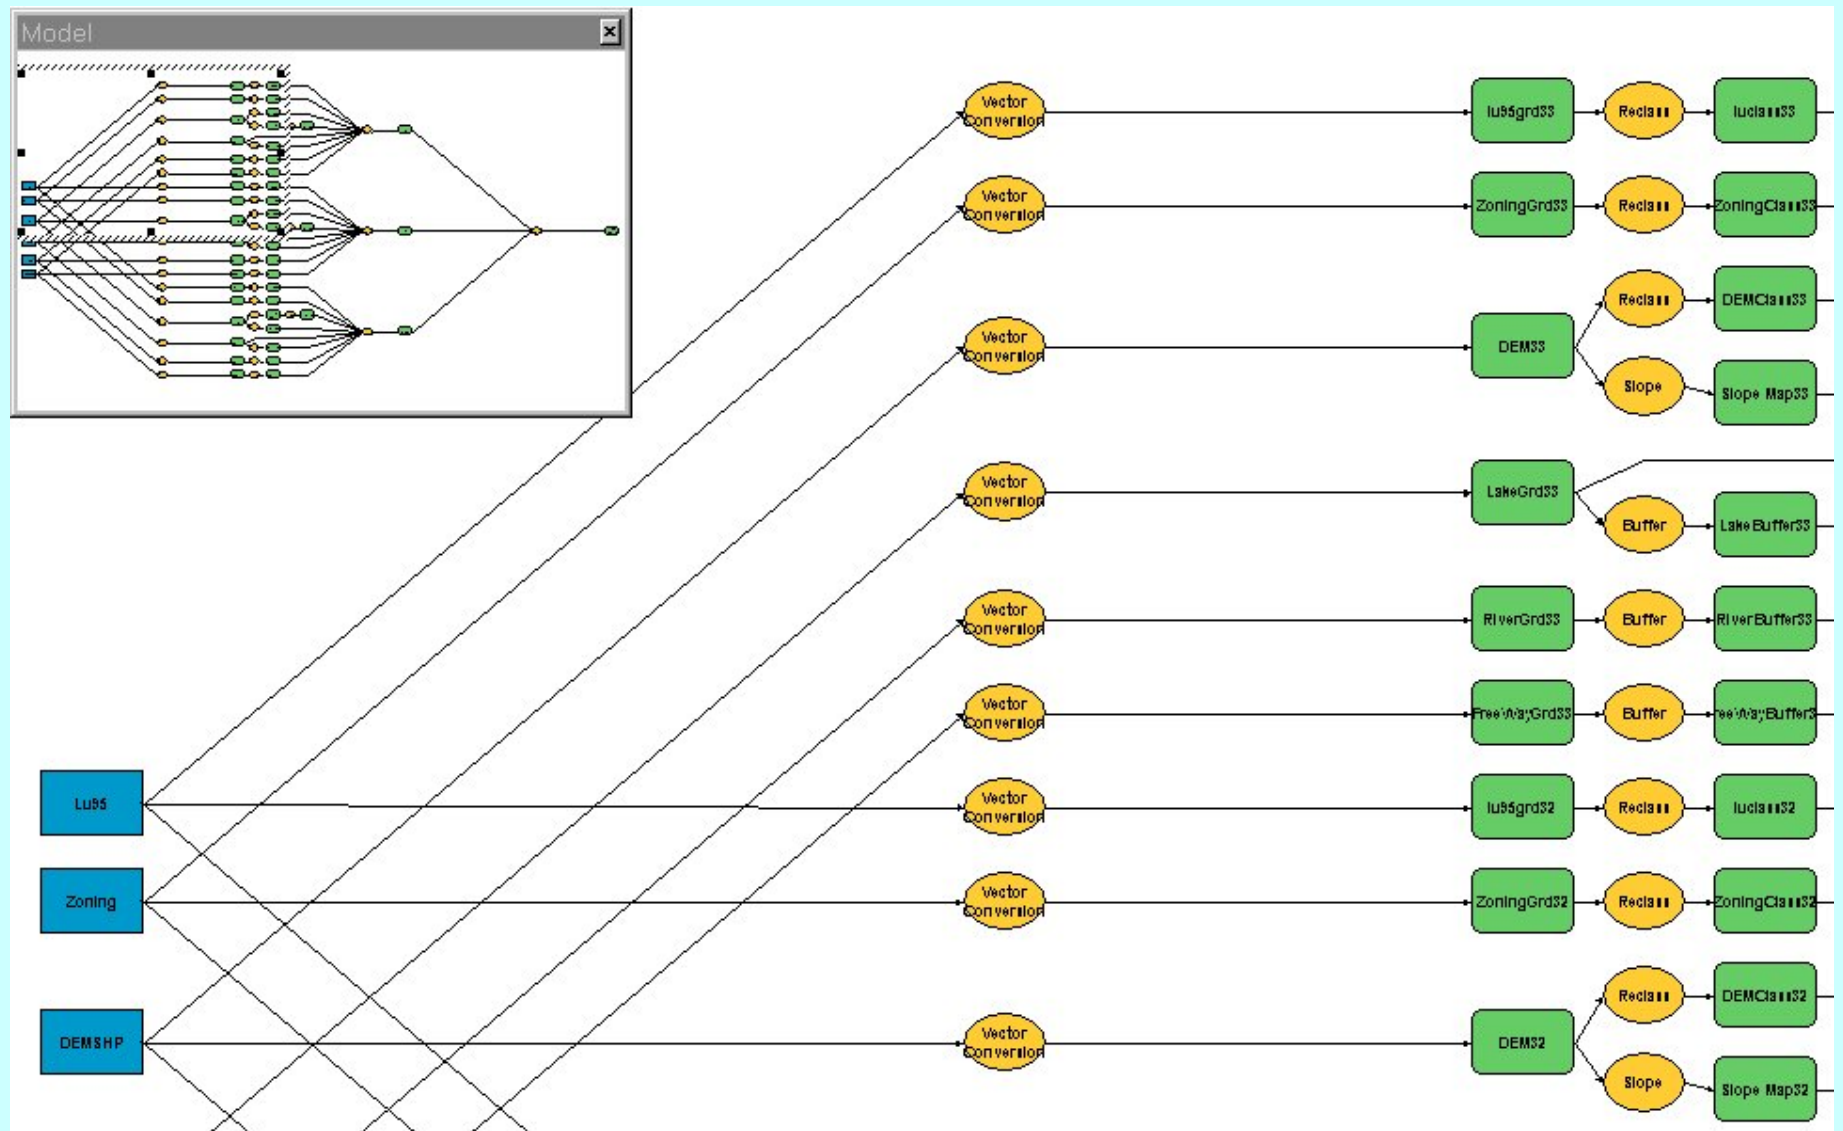 Model
Vector
Conversion
lu95grd33
Reclass
luclass33
Vector
Conversion
ZoningGrd33
Reclass
ZoningClass33
Vector
Conversion
DEM33
Reclass
DEMClass33
Slope
Slope Map33
Vector
Conversion
LakeGrd33
Buffer
LakeBuffer33
Vector
Conversion
RiverGrd33
Buffer
RiverBuffer33
Vector
Conversion
FreeWayGrd33
Buffer
reeWayBuffer3
Lu95
Vector
Conversion
lu95grd32
Reclass
luclass32
Zoning
Vector
Conversion
ZoningGrd32
Reclass
ZoningClass32
DEMSHP
Vector
Conversion
DEM32
Reclass
DEMClass32
Slope
Slope Map32